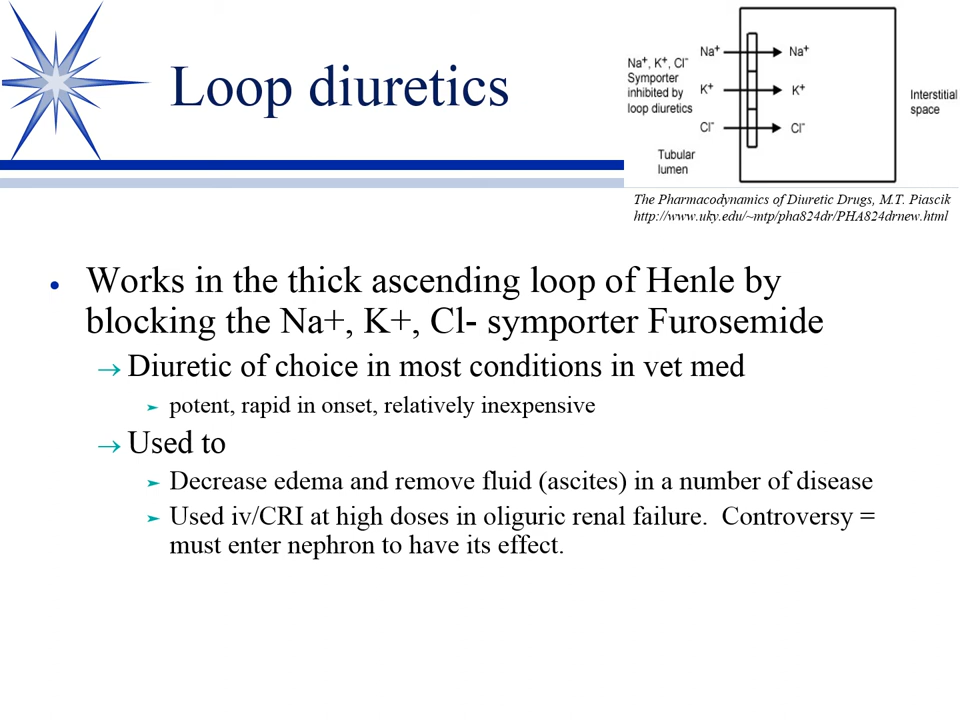 Loop diuretics
Na⁺, K⁺, Cl⁻
Symporter
inhibited by
loop diuretics
Na⁺
Na⁺
K⁺
K⁺
Cl⁻
Cl⁻
Tubular
lumen
Interstitial
space
The Pharmacodynamics of Diuretic Drugs, M.T. Piascik
http://www.uky.edu/~mtp/pha824dr/PHA824drnew.html
• Works in the thick ascending loop of Henle by
blocking the Na+, K+, Cl- symporter Furosemide
→ Diuretic of choice in most conditions in vet med
➤ potent, rapid in onset, relatively inexpensive
→ Used to
➤ Decrease edema and remove fluid (ascites) in a number of disease
➤ Used iv/CRI at high doses in oliguric renal failure.  Controversy =
must enter nephron to have its effect.